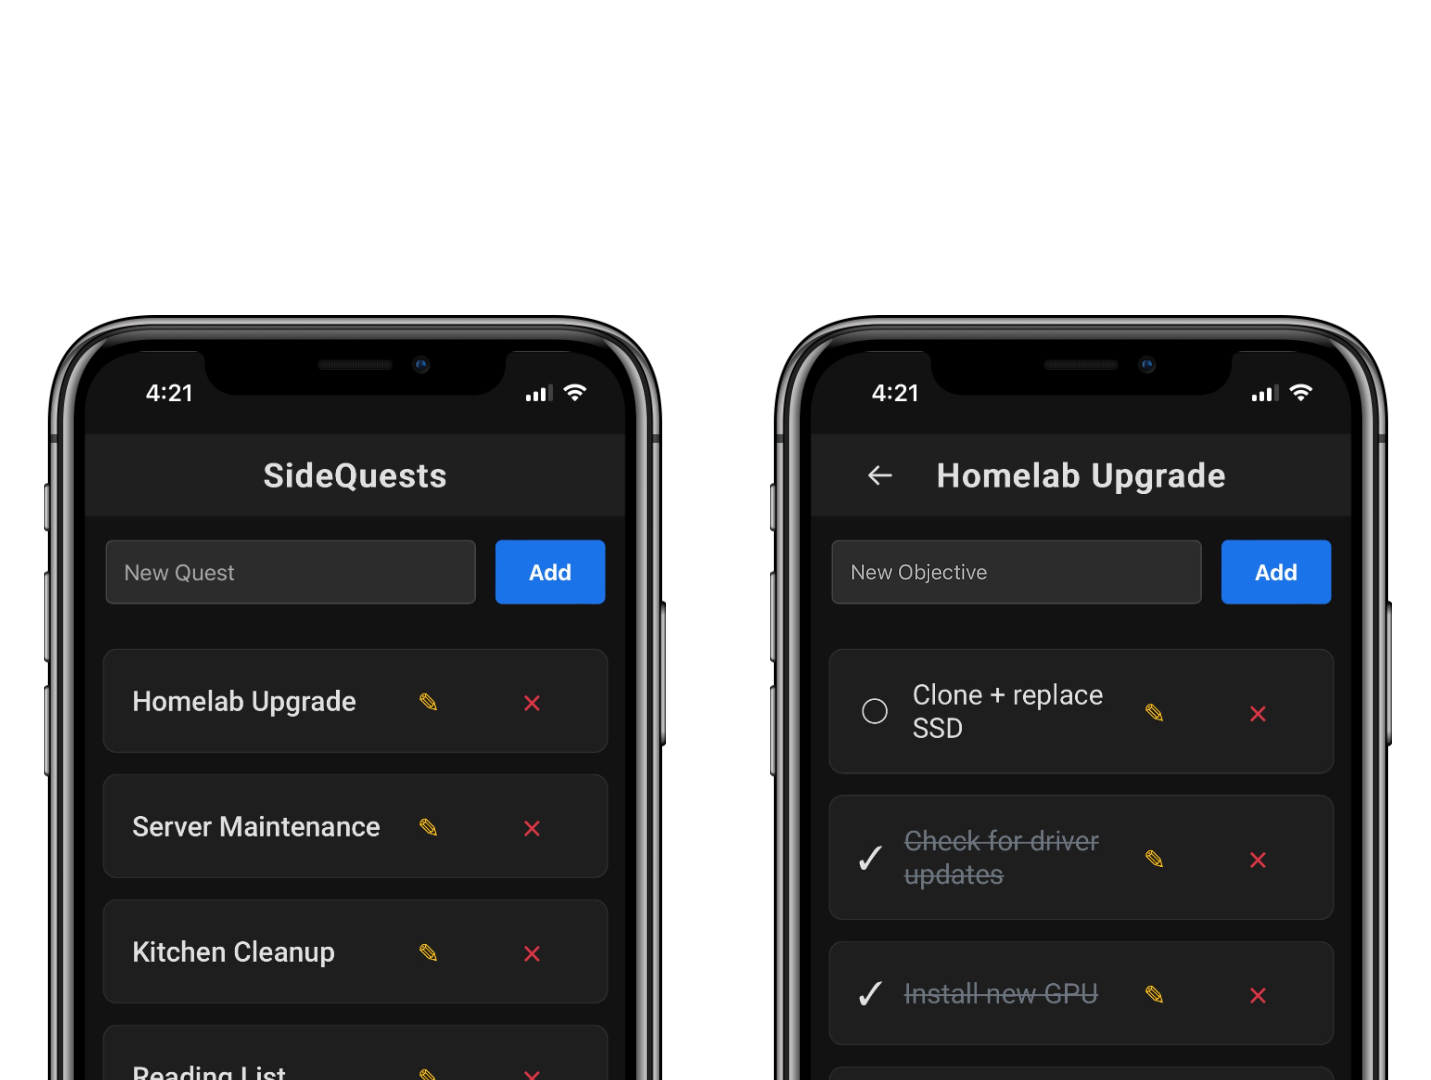 4:21
SideQuests
New Quest
Add
Homelab Upgrade
Server Maintenance
Kitchen Cleanup
Reading List
4:21
Homelab Upgrade
New Objective
Add
Clone + replace
SSD
Check for driver
updates
Install new GPU